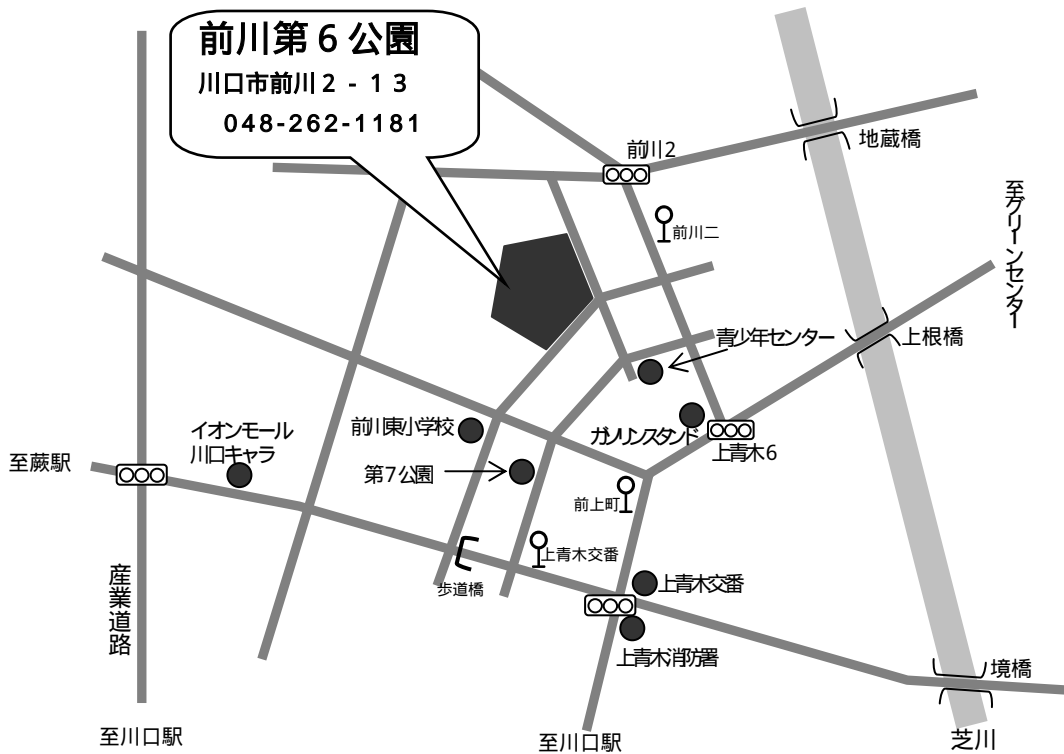 前川第6公園
川口市前川2-13
048-262-1181
前川2
地蔵橋
至グリーンセンター
前川二
青少年センター
上根橋
前川東小学校
ガソリンスタンド
上青木6
イオンモール
川口キャラ
至蕨駅
第7公園
前上町
上青木交番
歩道橋
上青木交番
産業道路
上青木消防署
境橋
至川口駅
至川口駅
芝川